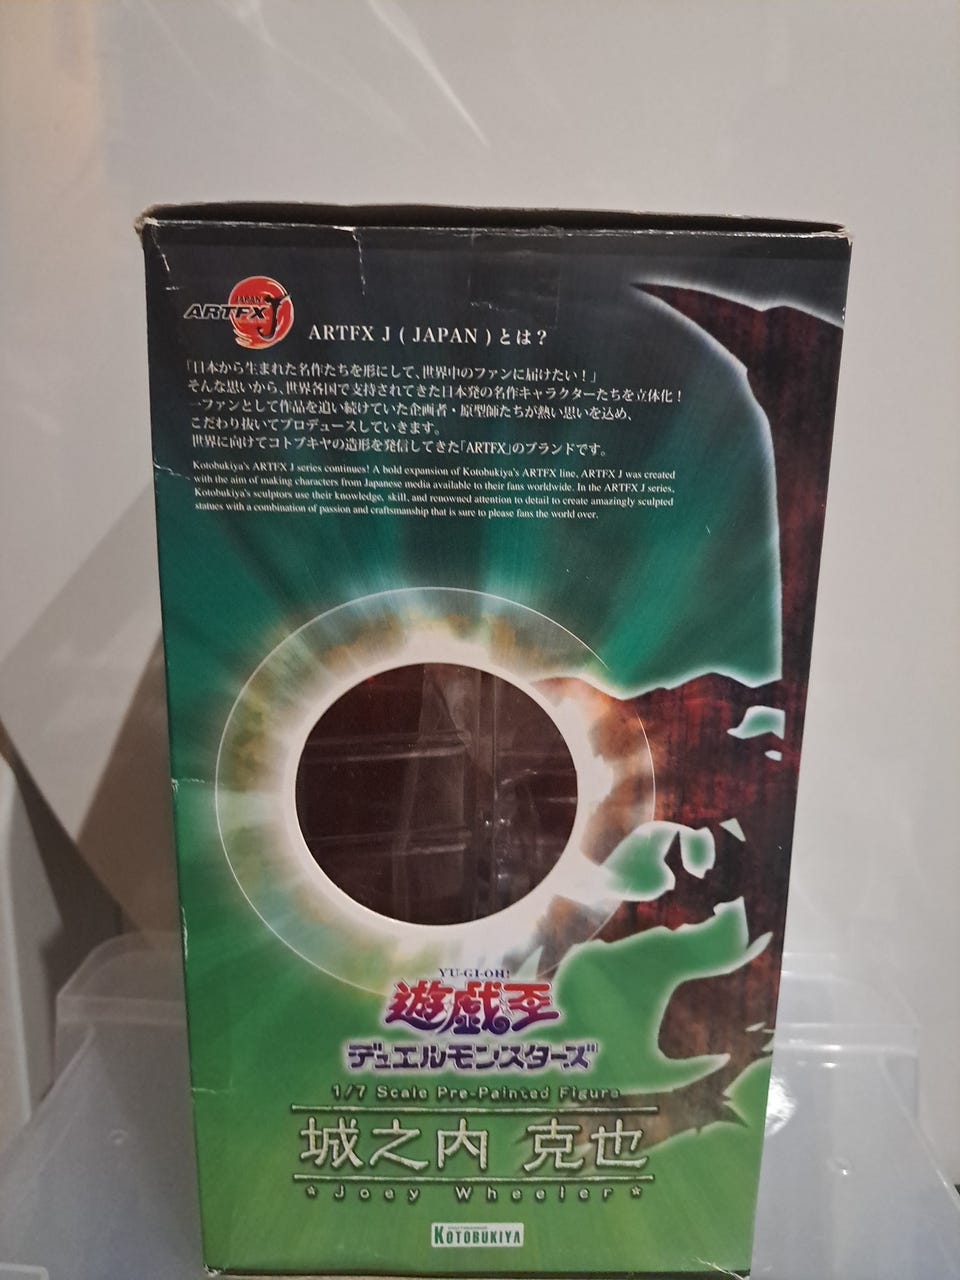 JAPAN
ARTFX J
ARTFX J ( JAPAN ) とは？
「日本から生まれた名作たちを形にして、世界中のファンに届けたい！」
そんな思いから、世界各国で支持されてきた日本発の名作キャラクターたちを立体化！
一ファンとして作品を追い続けていた企画者・原型師たちが熱い思いを込め、
こだわり抜いてプロデュースしていきます。
世界に向けてコトブキヤの造形を発信してきた「ARTFX」のブランドです。
Kotobukiya's ARTFX J series continues! A bold expansion of Kotobukiya's ARTFX line, ARTFX J was created
with the aim of making characters from Japanese media available to their fans worldwide. In the ARTFX J series,
Kotobukiya's sculptors use their knowledge, skill, and renowned attention to detail to create amazingly sculpted
statues with a combination of passion and craftsmanship that is sure to please fans the world over.
YU-GI-OH!
遊戯王
デュエルモンスターズ
1/7 Scale Pre-Painted Figure
城之内 克也
★Joey Wheeler★
KOTOBUKIYA